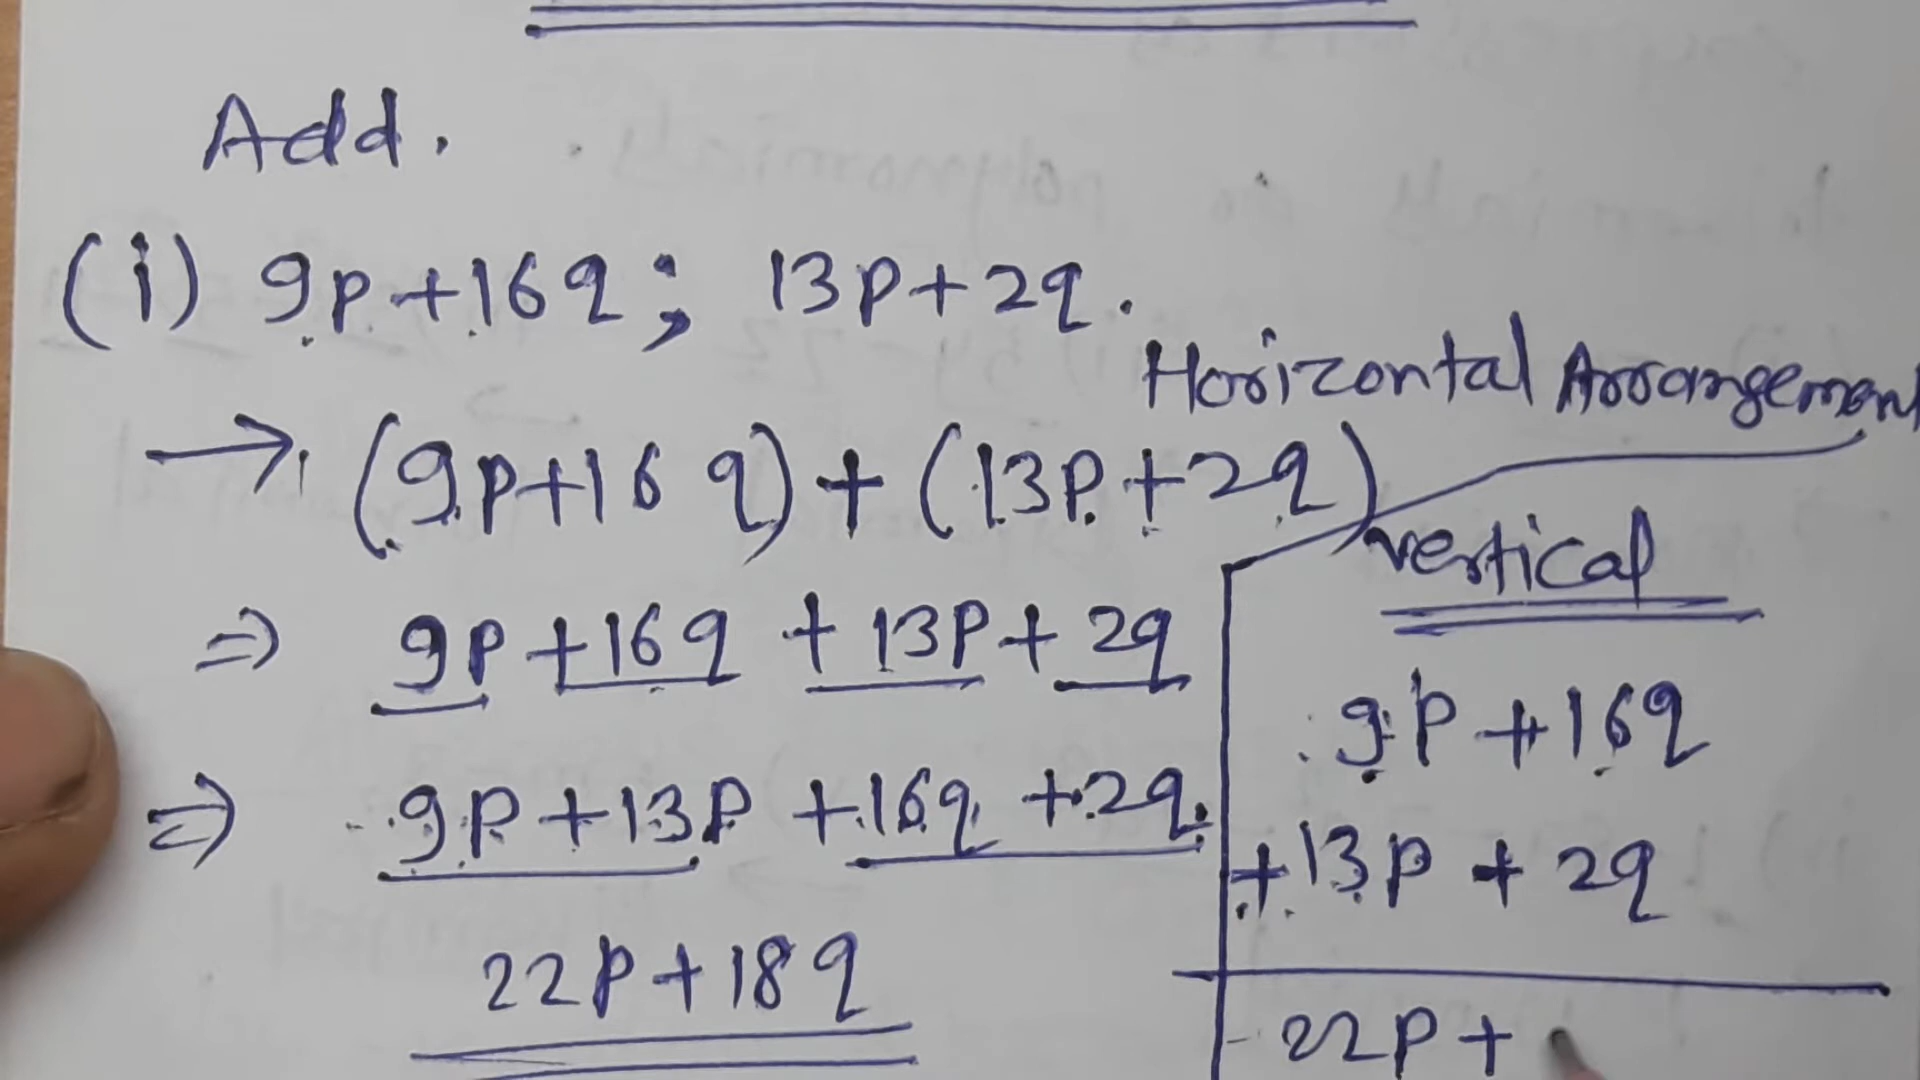 Add.
(i) 9p+16q; 13p+2q.
Horizontal Arrangement
→ (9p+16q)+(13p+2q)
⇒ 9p+16q+13p+2q
⇒ 9p+13p+16q+2q
22p+18q
vertical
9p+16q
+13p+2q
22p+